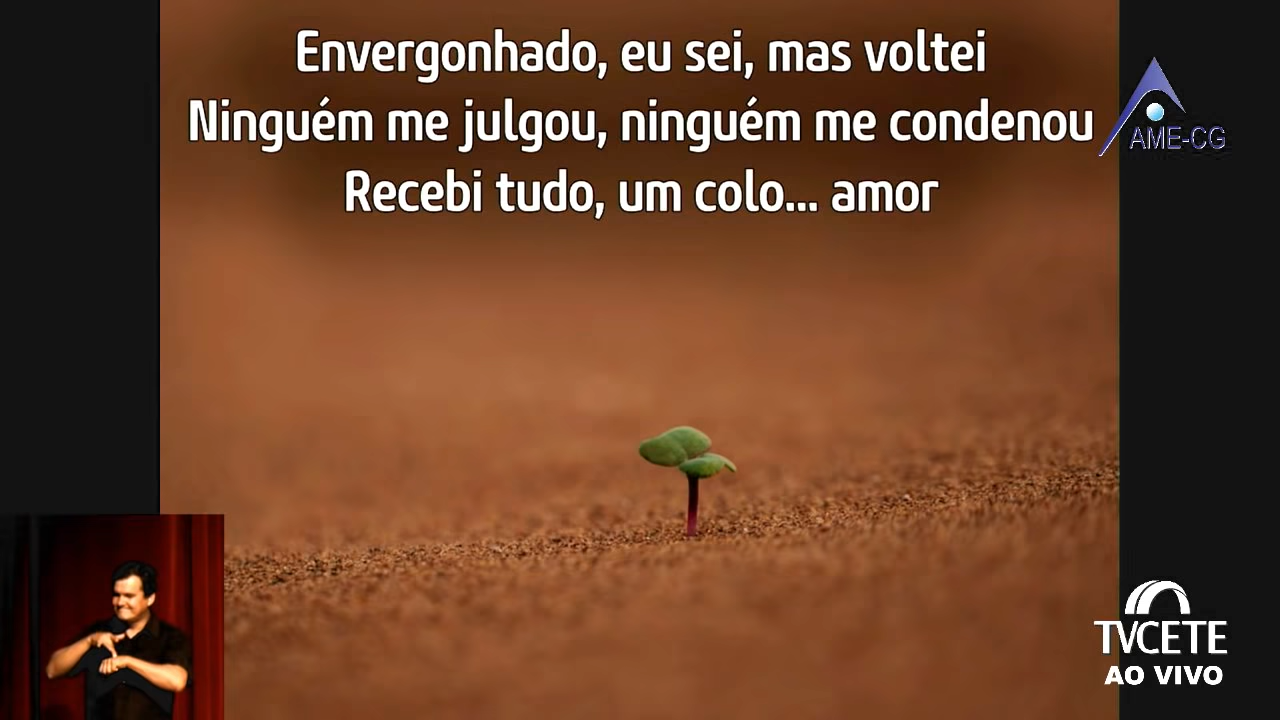 Envergonhado, eu sei, mas voltei
Ninguém me julgou, ninguém me condenou
Recebi tudo, um colo... amor
AME-CG
TVCETE
AO VIVO